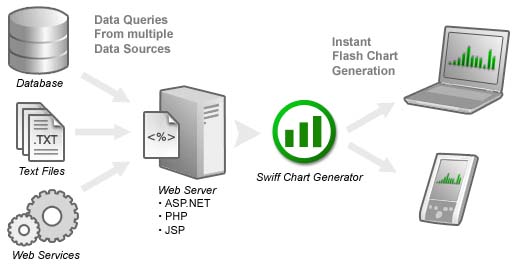 Data Queries
From multiple
Data Sources
Instant
Flash Chart
Generation
Database
.TXT
Text Files
<%>
Web Server
• ASP.NET
• PHP
• JSP
Swiff Chart Generator
Web Services